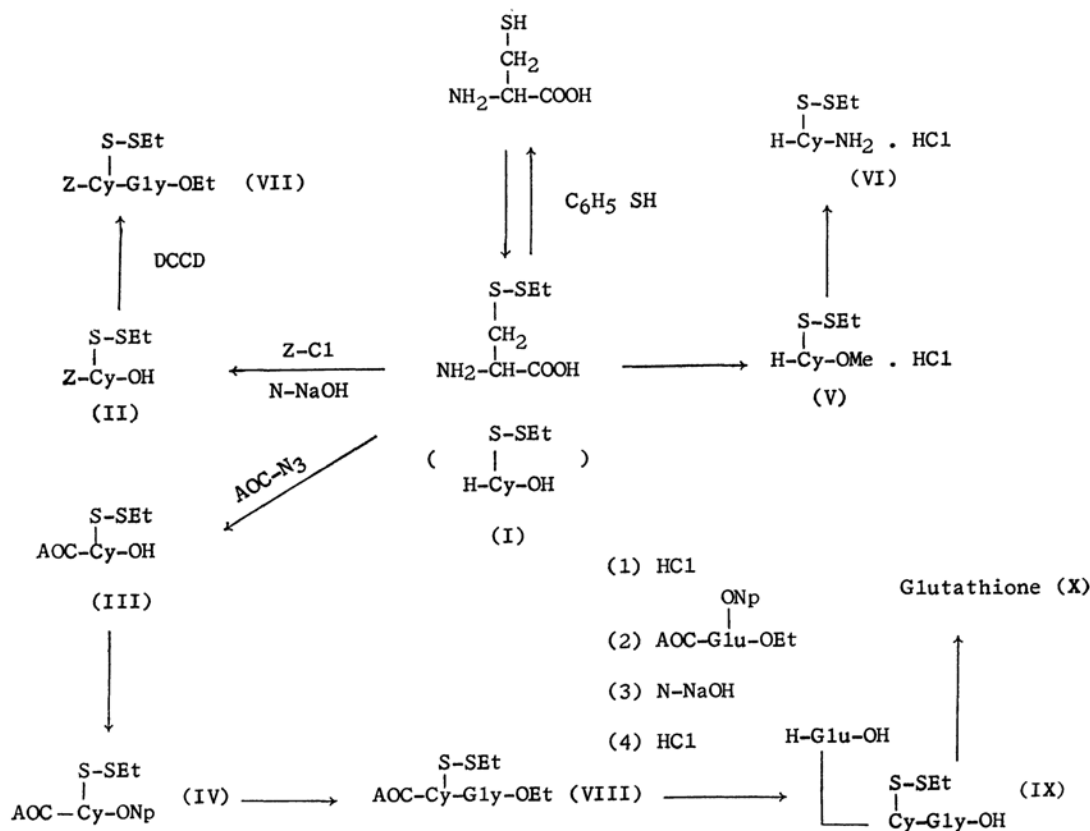 SH
CH2
NH2-CH-COOH
C6H5 SH
S-SEt
H-Cy-NH2 . HCl
(VI)
S-SEt
Z-Cy-Gly-OEt (VII)
DCCD
S-SEt
Z-Cy-OH
(II)
Z-Cl
N-NaOH
S-SEt
CH2
NH2-CH-COOH
S-SEt
( H-Cy-OH )
(I)
S-SEt
H-Cy-OMe . HCl
(V)
AOC-N3
S-SEt
AOC-Cy-OH
(III)
(1) HCl
ONp
(2) AOC-Glu-OEt
(3) N-NaOH
(4) HCl
Glutathione (X)
S-SEt
AOC-Cy-ONp (IV)
S-SEt
AOC-Cy-Gly-OEt (VIII)
H-Glu-OH
S-SEt
Cy-Gly-OH (IX)